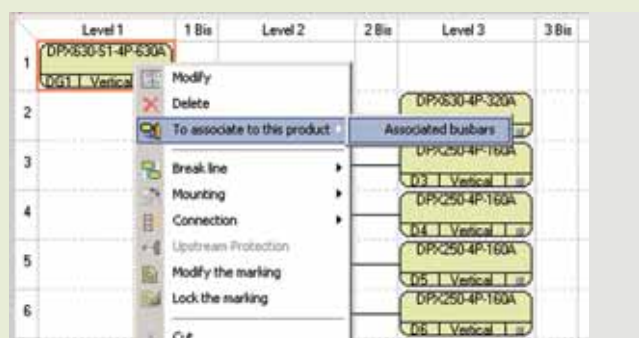 Level 1 1 Bis Level 2 2 Bis Level 3 3 Bis
1 DPX630-S1-4P-630A
DG1 Vertical
Modify
2 Delete DPX630-4P-320A
To associate to this product Associated busbars
3 Break line DPX250-4P-160A
Mounting D3 Vertical
4 Connection DPX250-4P-160A
Upstream Protection D4 Vertical
5 Modify the marking DPX250-4P-160A
D5 Vertical
6 Lock the marking DPX250-4P-160A
Cut D6 Vertical